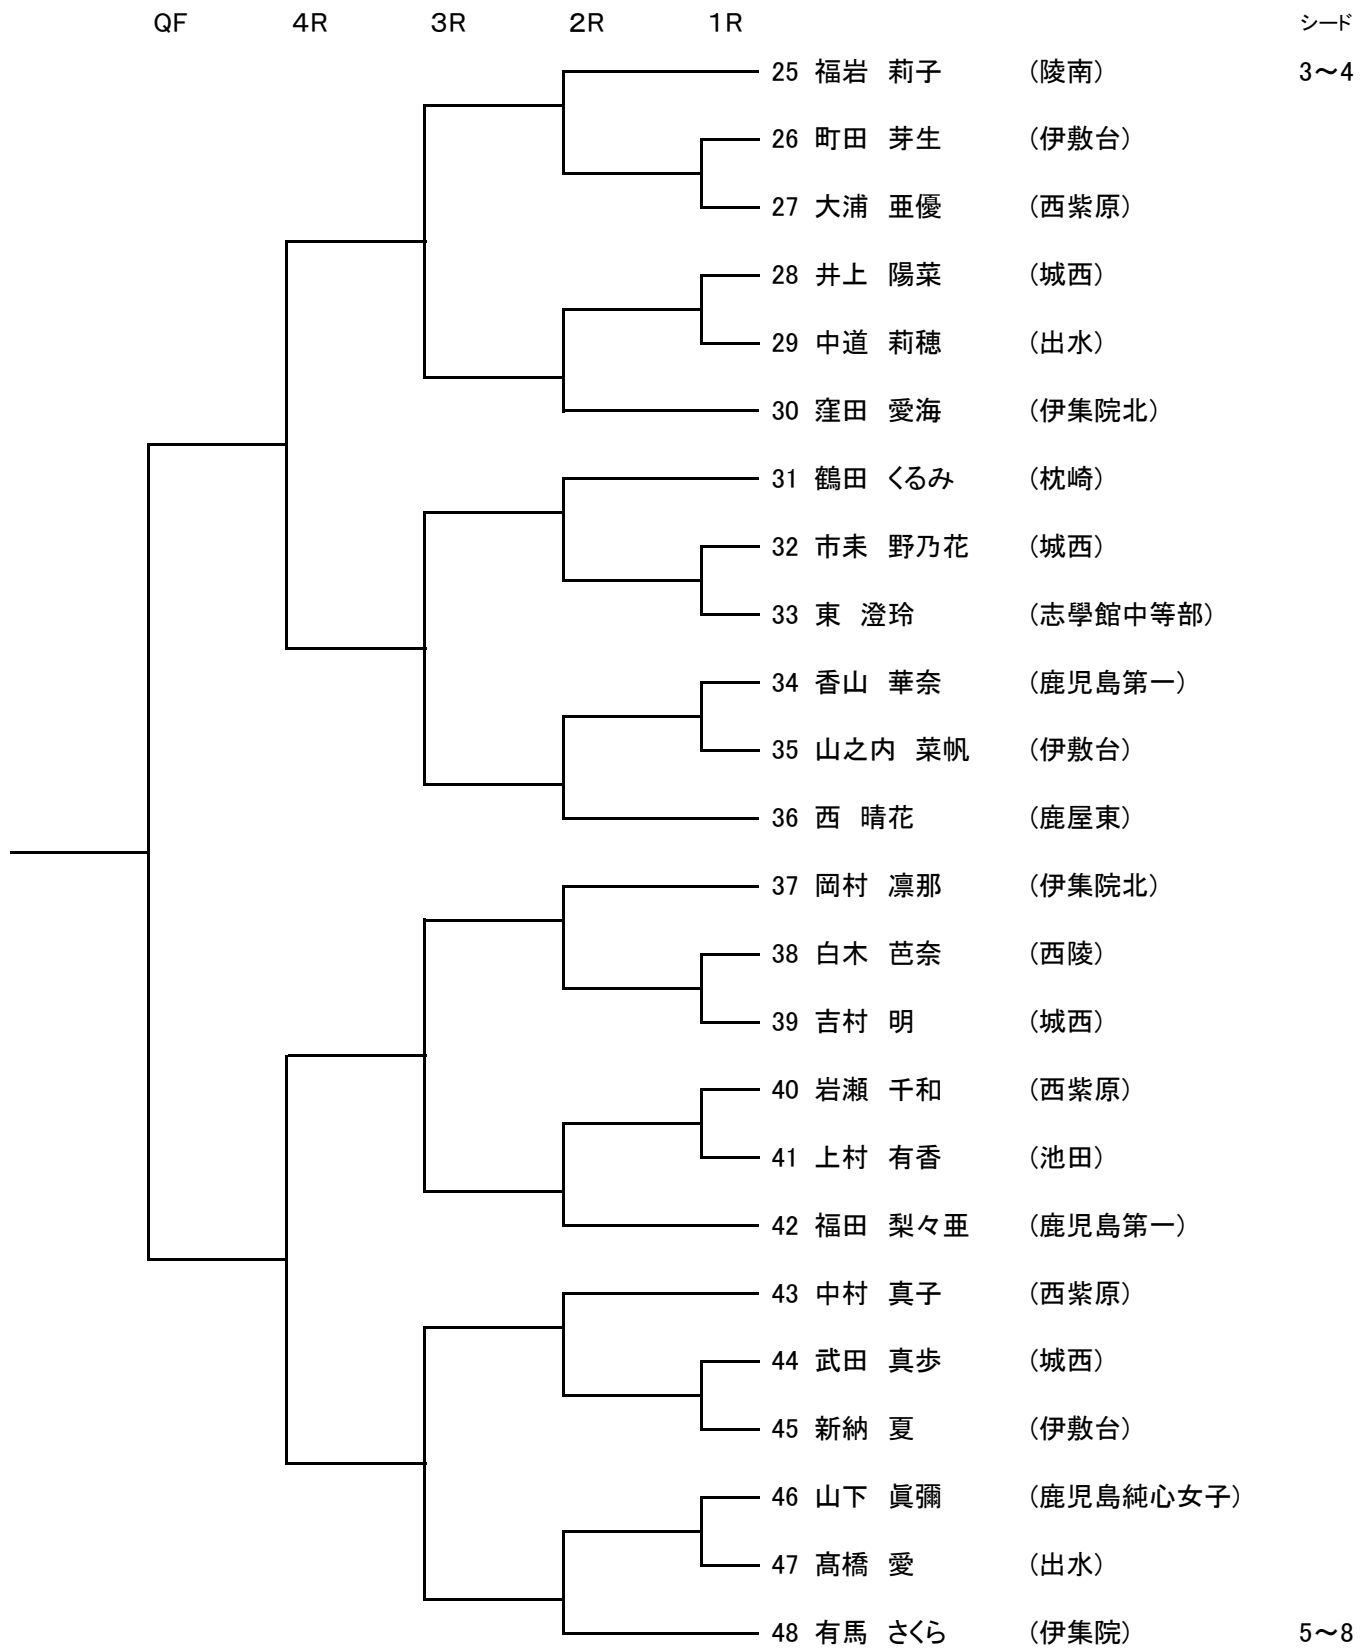 QF 4R 3R 2R 1R シード
25 福岩 莉子 （陵南） 3～4
26 町田 芽生 （伊敷台）
27 大浦 亜優 （西紫原）
28 井上 陽菜 （城西）
29 中道 莉穂 （出水）
30 窪田 愛海 （伊集院北）
31 鶴田 くるみ （枕崎）
32 市耒 野乃花 （城西）
33 東 澄玲 （志學館中等部）
34 香山 華奈 （鹿児島第一）
35 山之内 菜帆 （伊敷台）
36 西 晴花 （鹿屋東）
37 岡村 凛那 （伊集院北）
38 白木 芭奈 （西陵）
39 吉村 明 （城西）
40 岩瀬 千和 （西紫原）
41 上村 有香 （池田）
42 福田 梨々亜 （鹿児島第一）
43 中村 真子 （西紫原）
44 武田 真歩 （城西）
45 新納 夏 （伊敷台）
46 山下 眞彌 （鹿児島純心女子）
47 髙橋 愛 （出水）
48 有馬 さくら （伊集院） 5～8